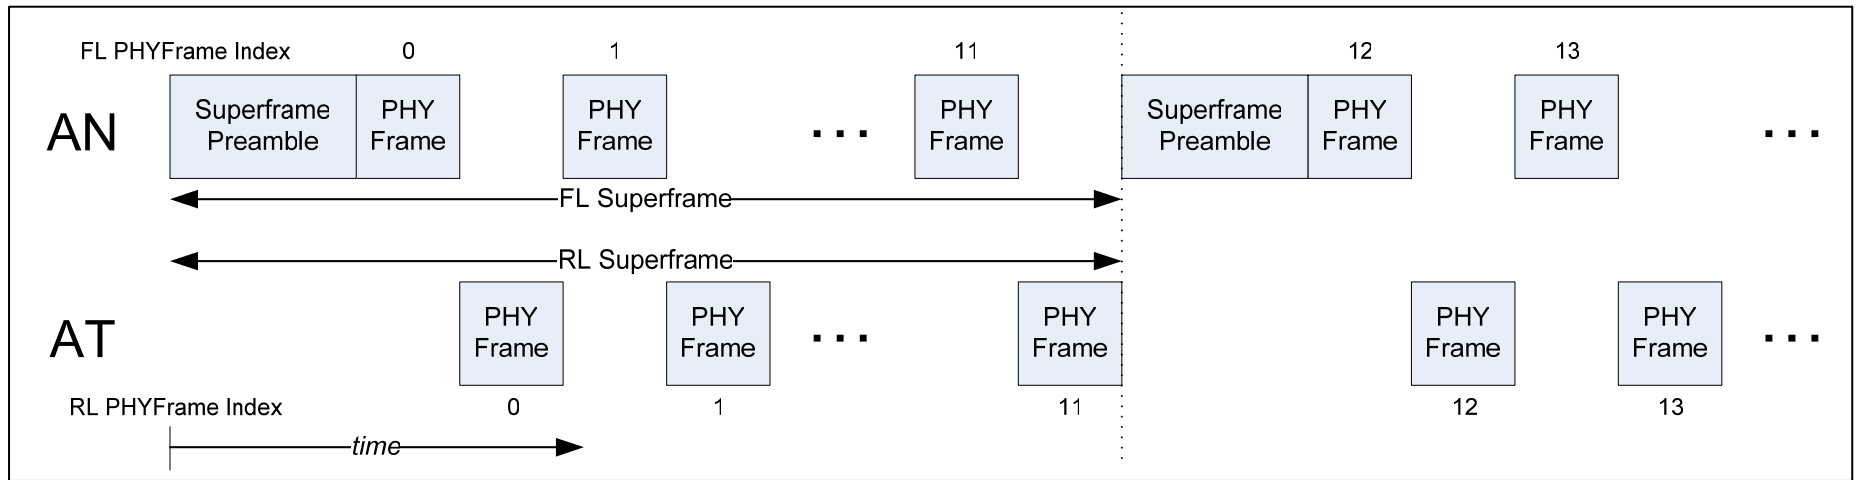 FL PHYFrame Index 0 1 11 12 13
AN
Superframe Preamble
PHY Frame
PHY Frame
...
PHY Frame
Superframe Preamble
PHY Frame
PHY Frame
...
FL Superframe
RL Superframe
AT
PHY Frame
PHY Frame
...
PHY Frame
PHY Frame
PHY Frame
...
RL PHYFrame Index 0 1 11 12 13
time